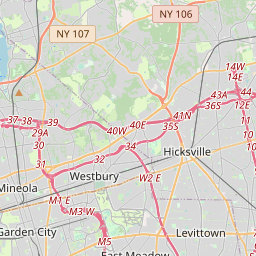 NY 106
NY 107
14W
14E
43A
44
36S
12E
37
38
39
40W
40E
41N
35S
29A
30
31
32
34
Hicksville
Mineola
Westbury
W2 E
M1 E
M3 W
Garden City
M5
Levittown
East Meadow